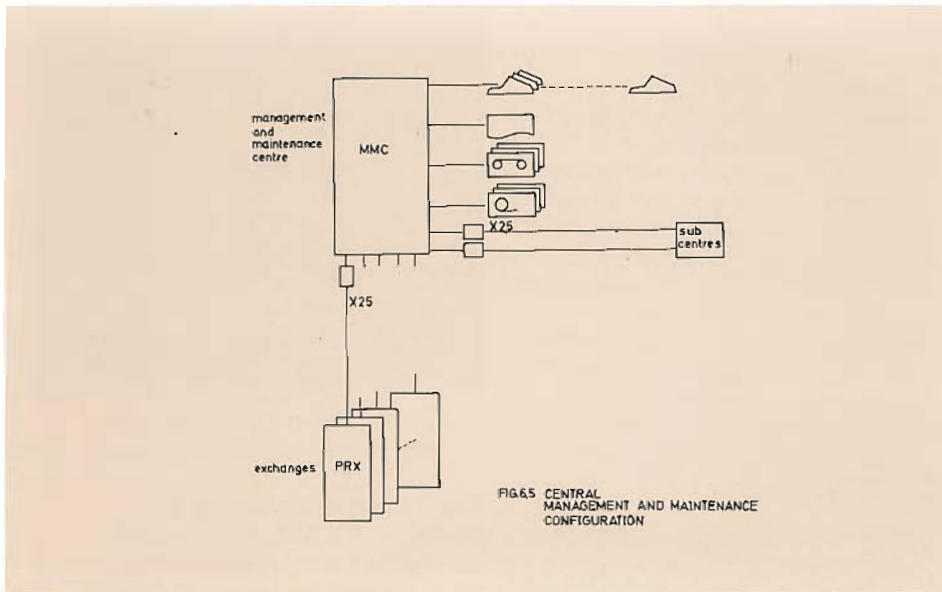 management
and
maintenance
centre
MMC
X25
sub
centres
X25
exchanges
PRX
FIG.6.5 CENTRAL
MANAGEMENT AND MAINTENANCE
CONFIGURATION